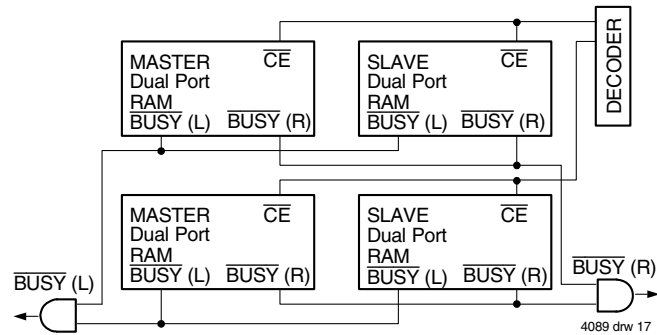 MASTER
Dual Port
RAM
BUSY (L)
CE
BUSY (R)
SLAVE
Dual Port
RAM
BUSY (L)
CE
BUSY (R)
DECODER
MASTER
Dual Port
RAM
BUSY (L)
CE
BUSY (R)
SLAVE
Dual Port
RAM
BUSY (L)
CE
BUSY (R)
BUSY (L)
BUSY (R)
4089 drw 17